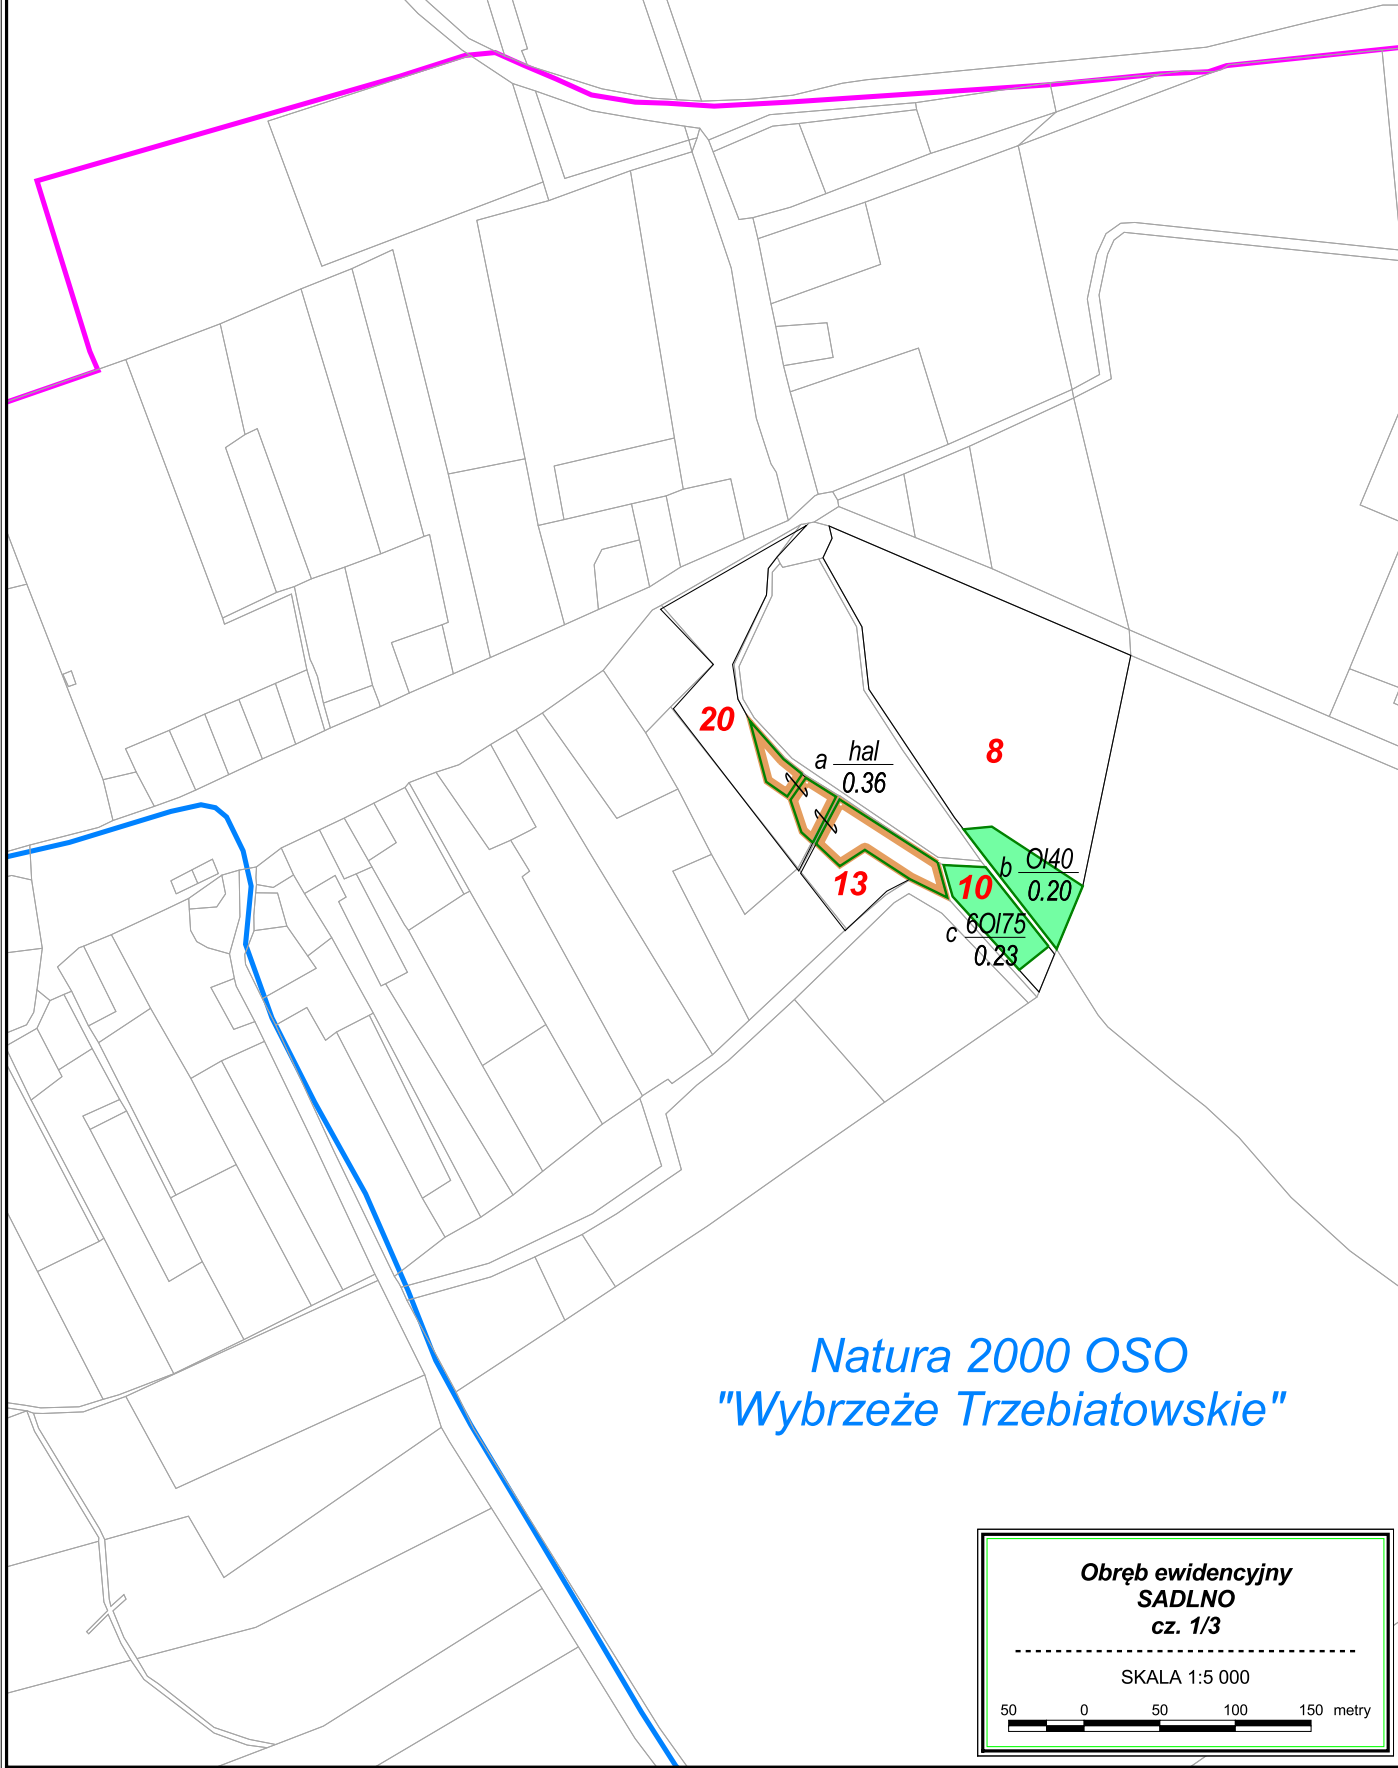 20
a hal
0.36
8
b Ol40
0.20
13
10
c 6Ol75
0.23
Natura 2000 OSO
"Wybrzeże Trzebiatowskie"
Obręb ewidencyjny
SADLNO
cz. 1/3
SKALA 1:5 000
50 0 50 100 150 metry